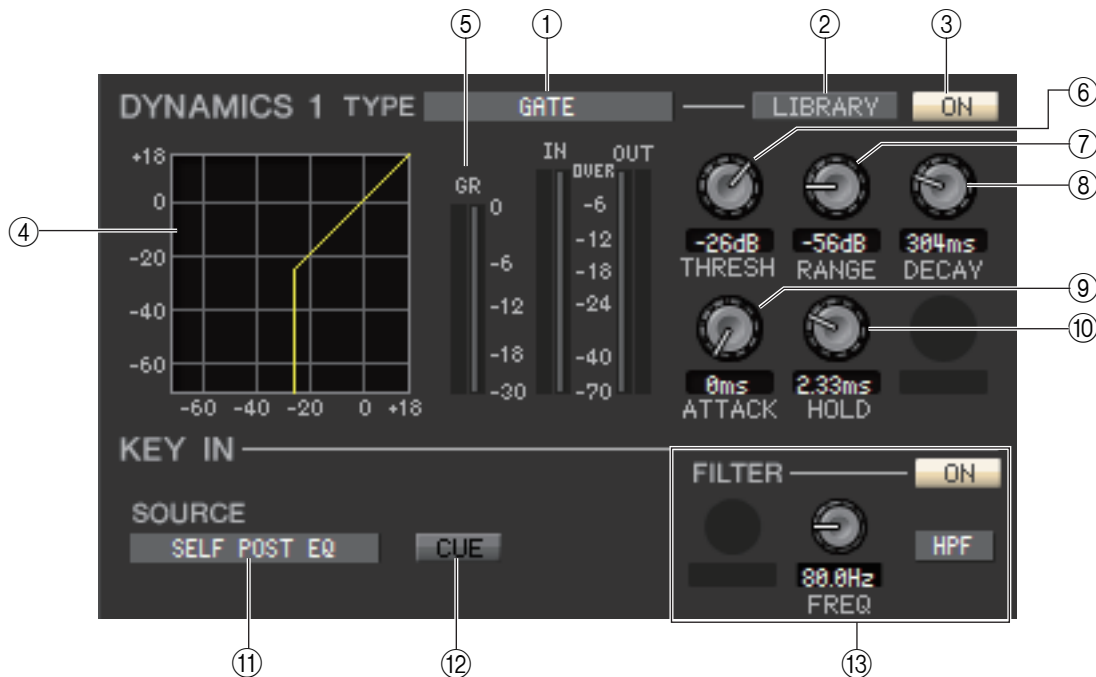 ⑤ ① ② ③
DYNAMICS 1 TYPE GATE LIBRARY ON
⑥
⑦
⑧
④
+18
0
-20
-40
-60
-60 -40 -20 0 +18
GR
0
-6
-12
-18
-30
IN OUT
OVER
-6
-12
-18
-24
-40
-70
-26dB -56dB 304ms
THRESH RANGE DECAY
⑨
⑩
0ms 2.33ms
ATTACK HOLD
KEY IN
SOURCE
SELF POST EQ CUE
FILTER ON
HPF
80.0Hz
FREQ
⑪ ⑫ ⑬